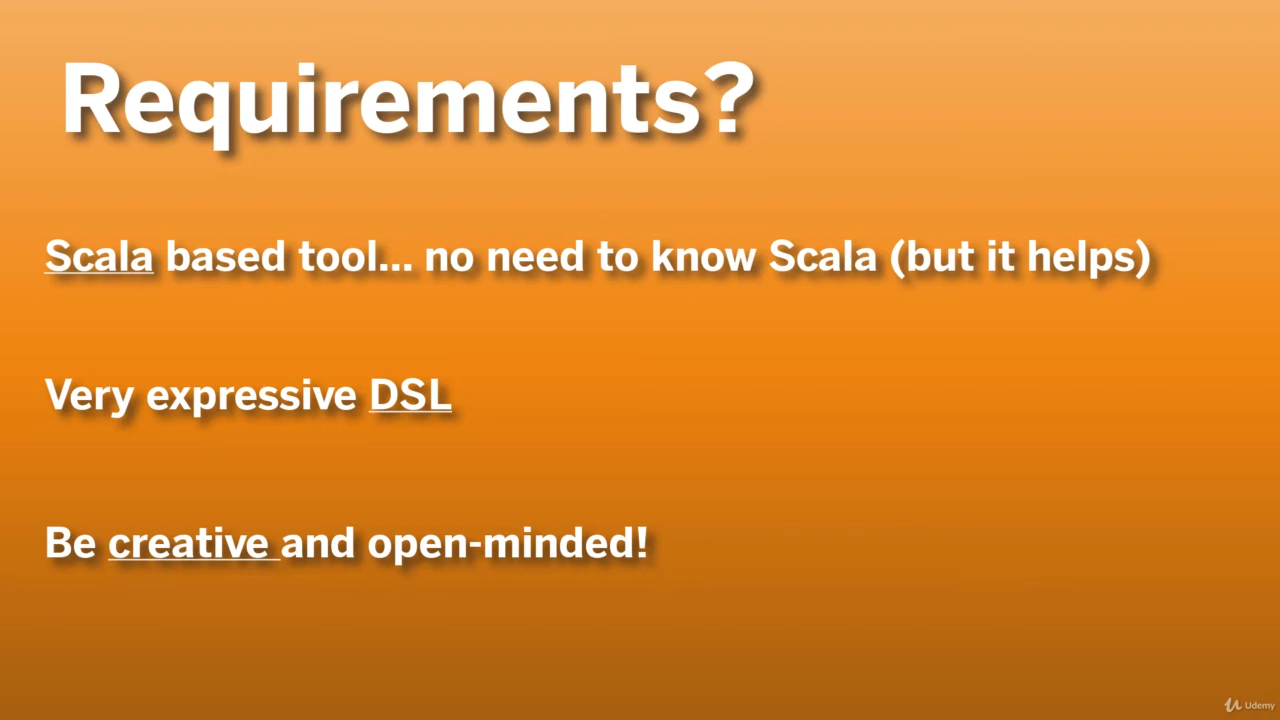 Requirements?
Scala based tool... no need to know Scala (but it helps)
Very expressive DSL
Be creative and open-minded!
Udemy